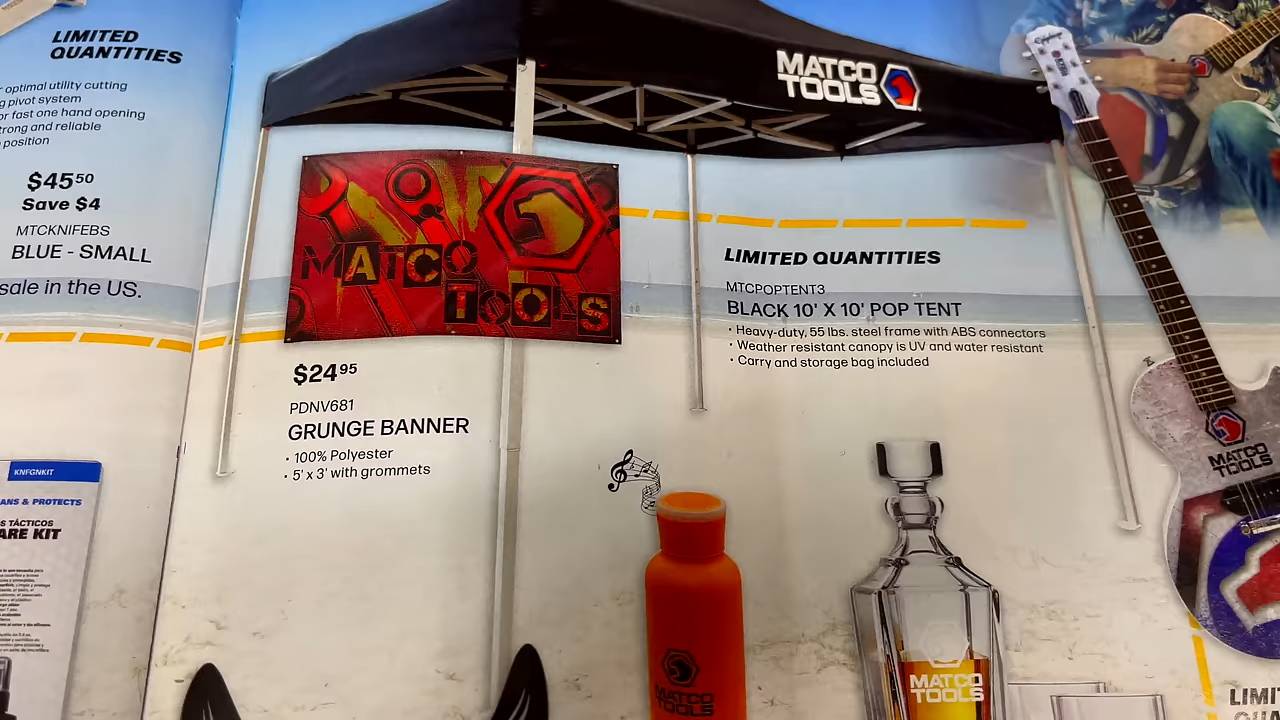 LIMITED
QUANTITIES
optimal utility cutting
pivot system
or fast one hand opening
trong and reliable
position
$45 50
Save $4
MTCKNIFEBS
BLUE - SMALL
sale in the US.
KNFGNKIT
ANS & PROTECTS
OS TÁCTICOS
ARE KIT
MATCO
TOOLS
MATCO
TOOLS
$24 95
PDNV681
GRUNGE BANNER
• 100% Polyester
• 5' x 3' with grommets
LIMITED QUANTITIES
MTCPOPTENT3
BLACK 10' X 10' POP TENT
• Heavy-duty, 55 lbs. steel frame with ABS connectors
• Weather resistant canopy is UV and water resistant
• Carry and storage bag included
MATCO
TOOLS
MATCO
TOOLS
Epiphone
MATCO
TOOLS
LIMI
QUA